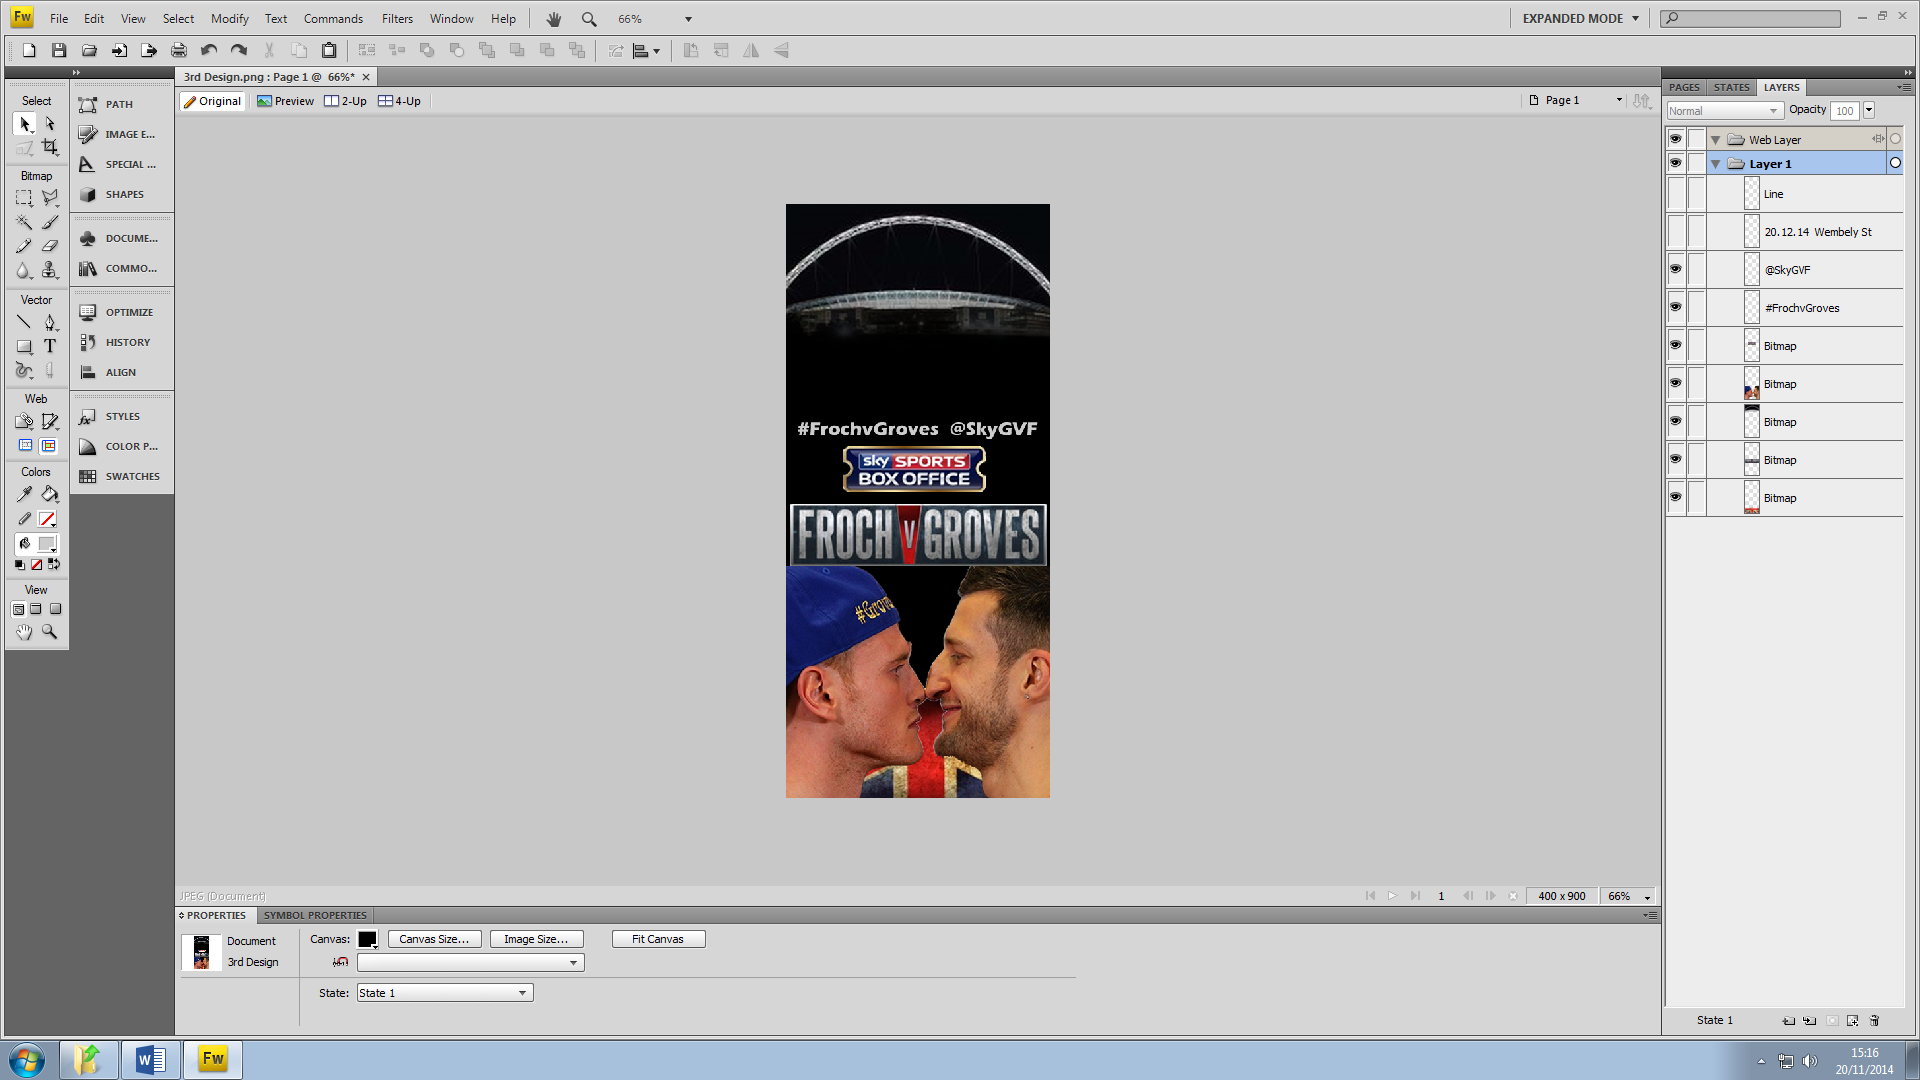 Fw File Edit View Select Modify Text Commands Filters Window Help 66% EXPANDED MODE
3rd Design.png : Page 1 @ 66%*
Original Preview 2-Up 4-Up Page 1
Select
Bitmap
Vector
Web
Colors
View
PATH
IMAGE E...
SPECIAL ...
SHAPES
DOCUME...
COMMO...
OPTIMIZE
HISTORY
ALIGN
STYLES
COLOR P...
SWATCHES
#FrochvGroves @SkyGVF
sky SPORTS
BOX OFFICE
FROCH V GROVES
PAGES STATES LAYERS
Normal Opacity 100
Web Layer
Layer 1
Line
20.12.14 Wembely St
@SkyGVF
#FrochvGroves
Bitmap
Bitmap
Bitmap
Bitmap
Bitmap
State 1
JPEG (Document) 1 400 x 900 66%
PROPERTIES SYMBOL PROPERTIES
Document
3rd Design
Canvas: Canvas Size... Image Size... Fit Canvas
State: State 1
Fw
15:16
20/11/2014